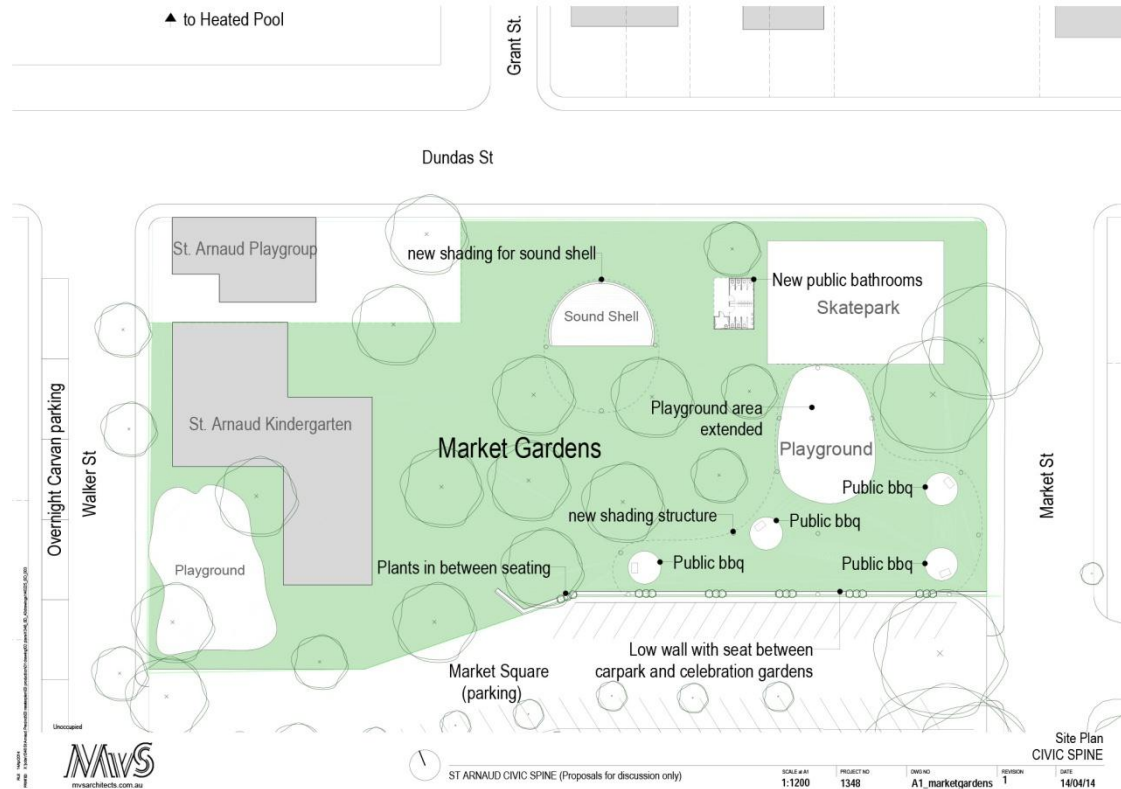 ▲ to Heated Pool
Grant St.
Dundas St
St. Arnaud Playgroup
new shading for sound shell
New public bathrooms
Skatepark
Sound Shell
Overnight Carvan parking
Walker St
St. Arnaud Kindergarten
Market Gardens
Playground area
extended
Playground
Market St
Public bbq
new shading structure
Public bbq
Playground
Plants in between seating
Public bbq
Public bbq
Low wall with seat between
carpark and celebration gardens
Market Square
(parking)
Unoccupied
Site Plan
CIVIC SPINE
MvS
mvsarchitects.com.au
ST ARNAUD CIVIC SPINE (Proposals for discussion only)
SCALE at A1
1:1200
PROJECT NO
1348
DWG NO
A1_marketgardens
REVISION
1
DATE
14/04/14